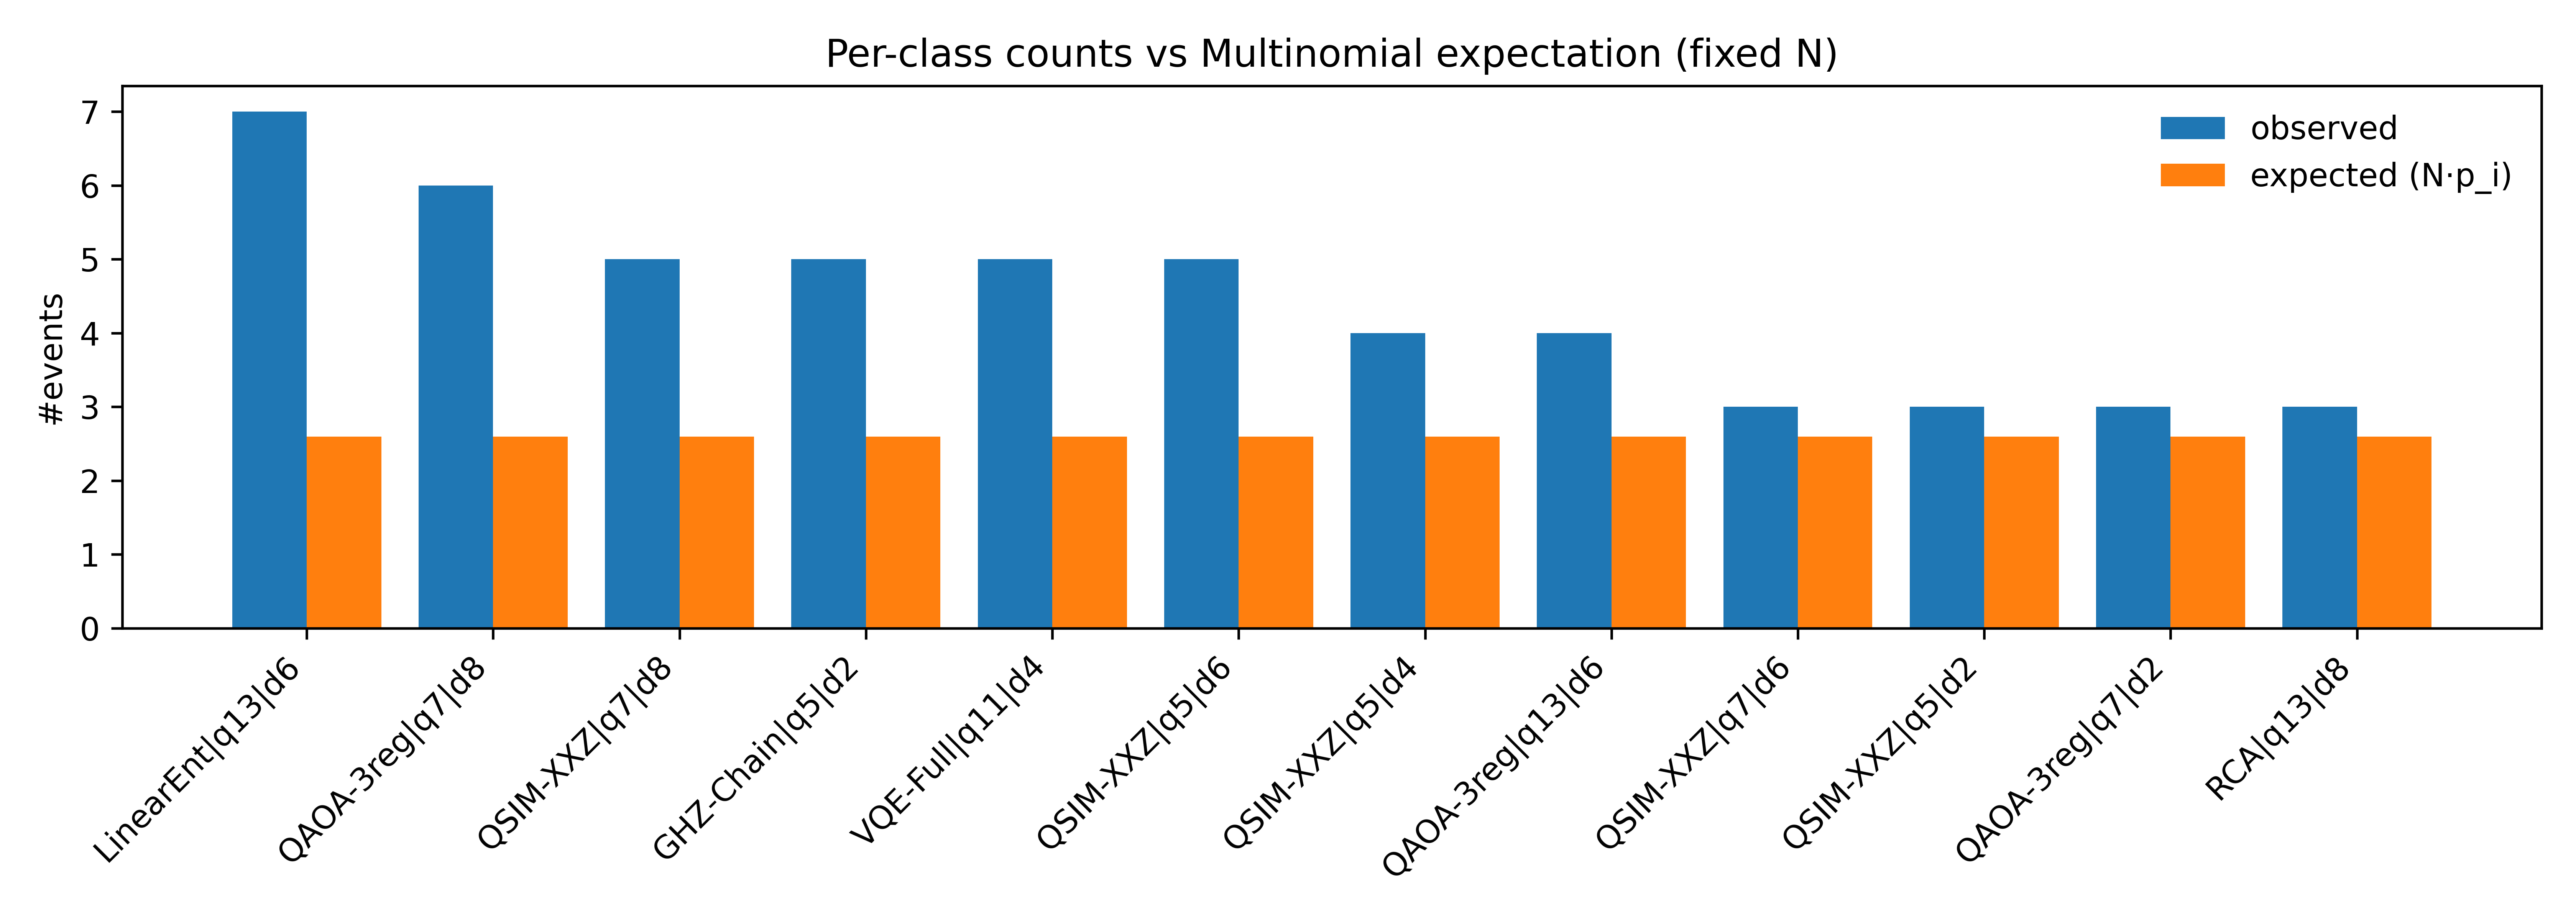 Per-class counts vs Multinomial expectation (fixed N)
observed
expected (N·p_i)
#events
7
6
5
4
3
2
1
0
LinearEnt|q13|d6
QAOA-3reg|q7|d8
QSIM-XXZ|q7|d8
GHZ-Chain|q5|d2
VQE-Full|q11|d4
QSIM-XXZ|q5|d6
QSIM-XXZ|q5|d4
QAOA-3reg|q13|d6
QSIM-XXZ|q7|d6
QSIM-XXZ|q5|d2
QAOA-3reg|q7|d2
RCA|q13|d8